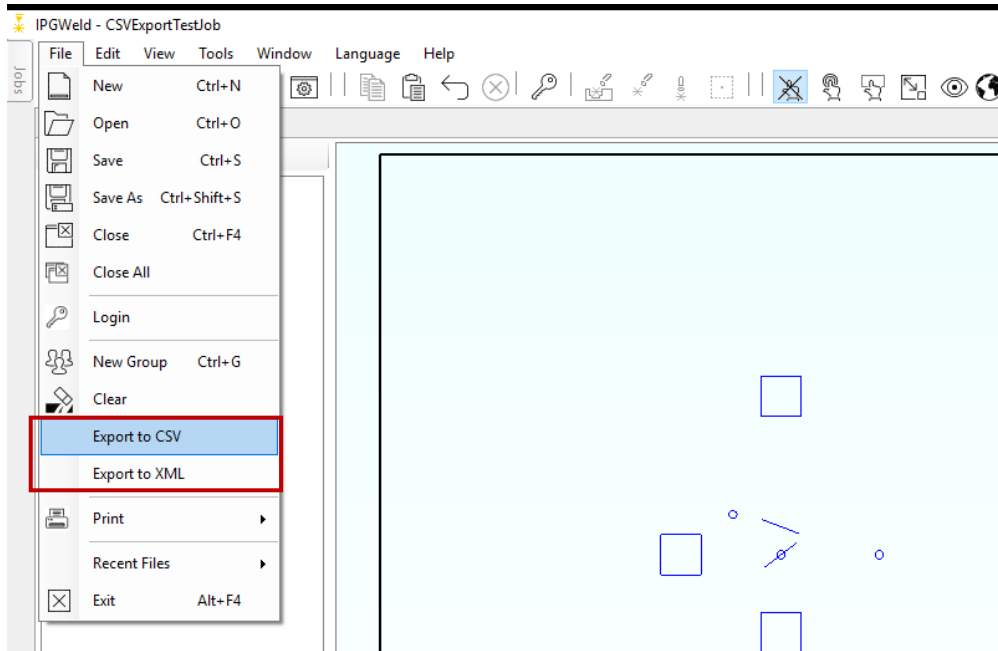 IPGWeld - CSVExportTestJob
File Edit View Tools Window Language Help
Jobs
New Ctrl+N
Open Ctrl+O
Save Ctrl+S
Save As Ctrl+Shift+S
Close Ctrl+F4
Close All
Login
New Group Ctrl+G
Clear
Export to CSV
Export to XML
Print
Recent Files
Exit Alt+F4